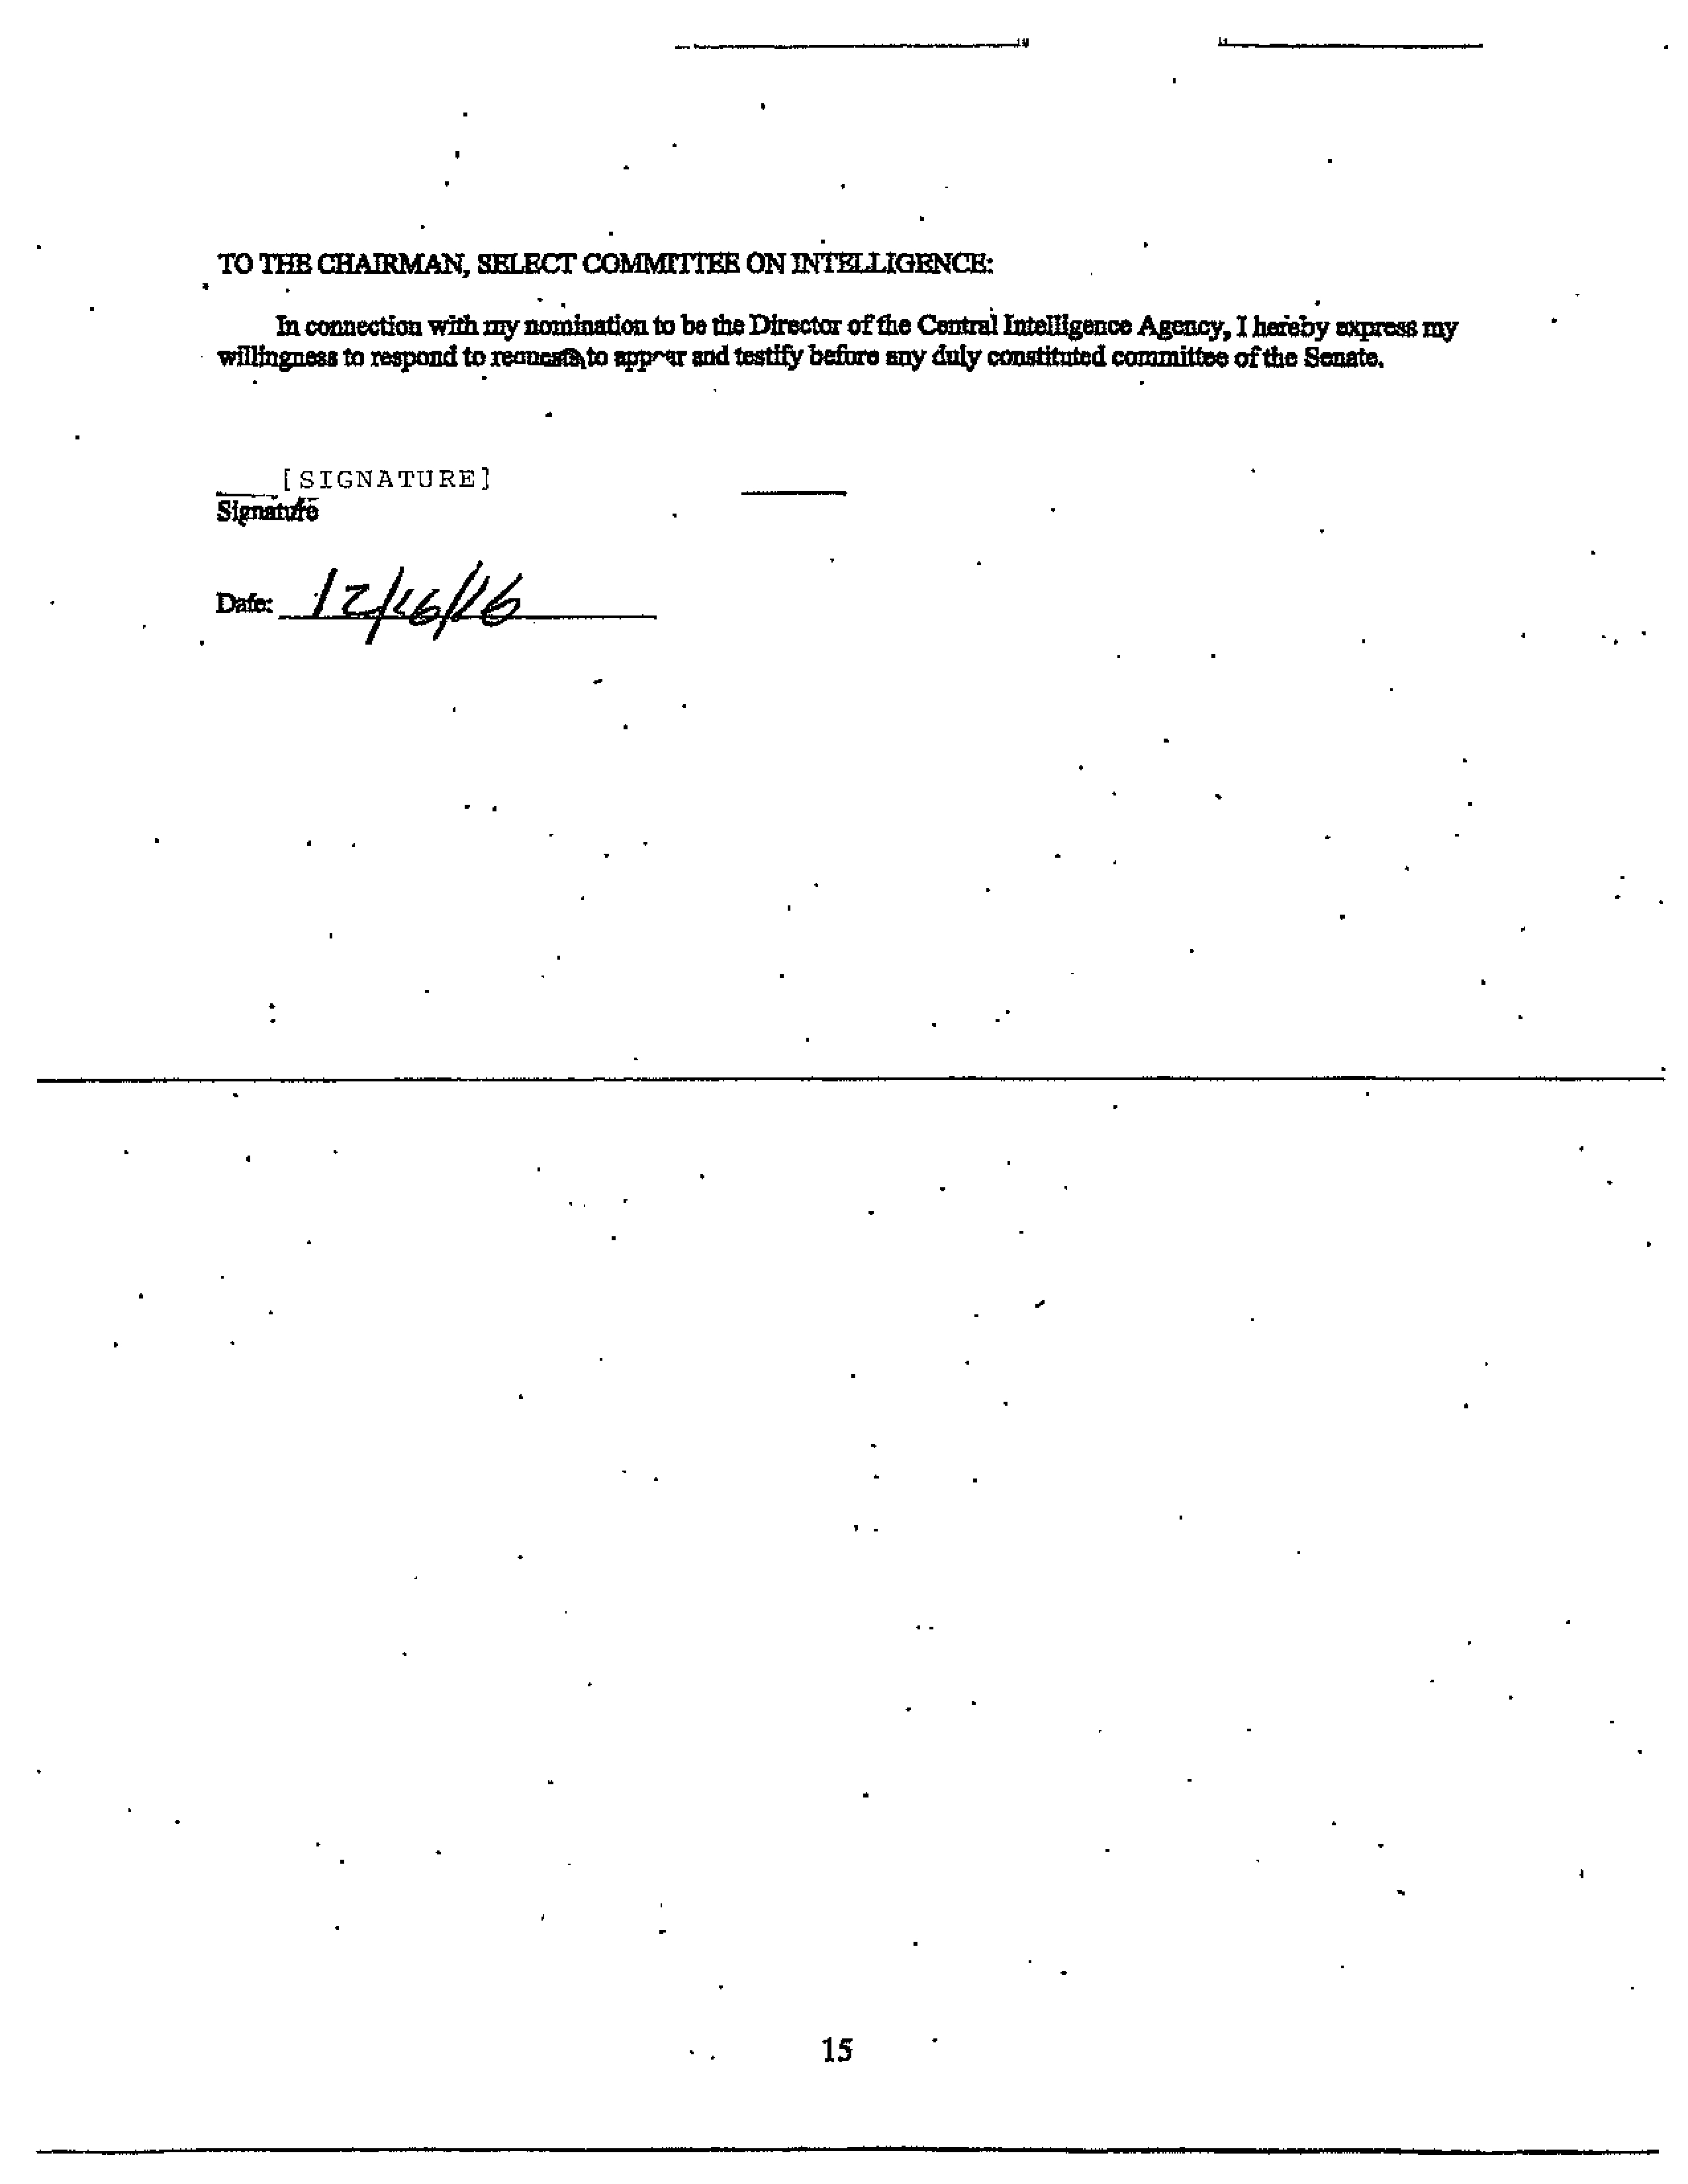 TO THE CHAIRMAN, SELECT COMMITTEE ON INTELLIGENCE:
In connection with my nomination to be the Director of the Central Intelligence Agency, I hereby express my
willingness to respond to requests to appear and testify before any duly constituted committee of the Senate.
[SIGNATURE]
Signature
Date: 12/16/16
15